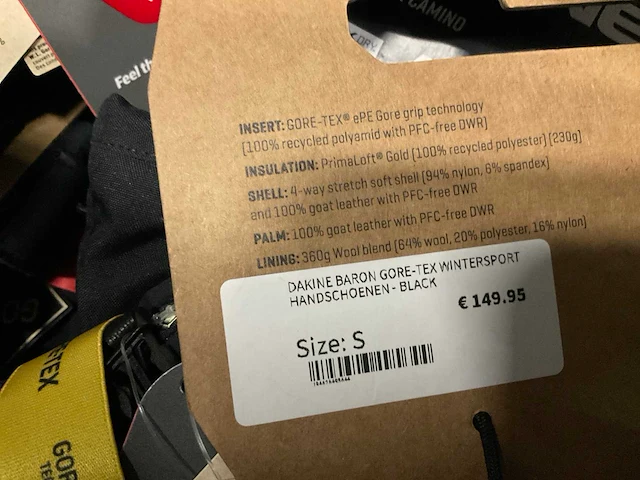 CAMINO
DRY
Feel th
INSERT: GORE-TEX® ePE Gore grip technology
(100% recycled polyamid with PFC-free DWR)
INSULATION: PrimaLoft® Gold (100% recycled polyester) (230g)
SHELL: 4-way stretch soft shell (94% nylon, 6% spandex)
and 100% goat leather with PFC-free DWR
PALM: 100% goat leather with PFC-free DWR
LINING: 360g Wool blend (64% wool, 20% polyester, 16% nylon)
DAKINE BARON GORE-TEX WINTERSPORT
HANDSCHOENEN - BLACK
€ 149.95
Size: S
TEX
GOR